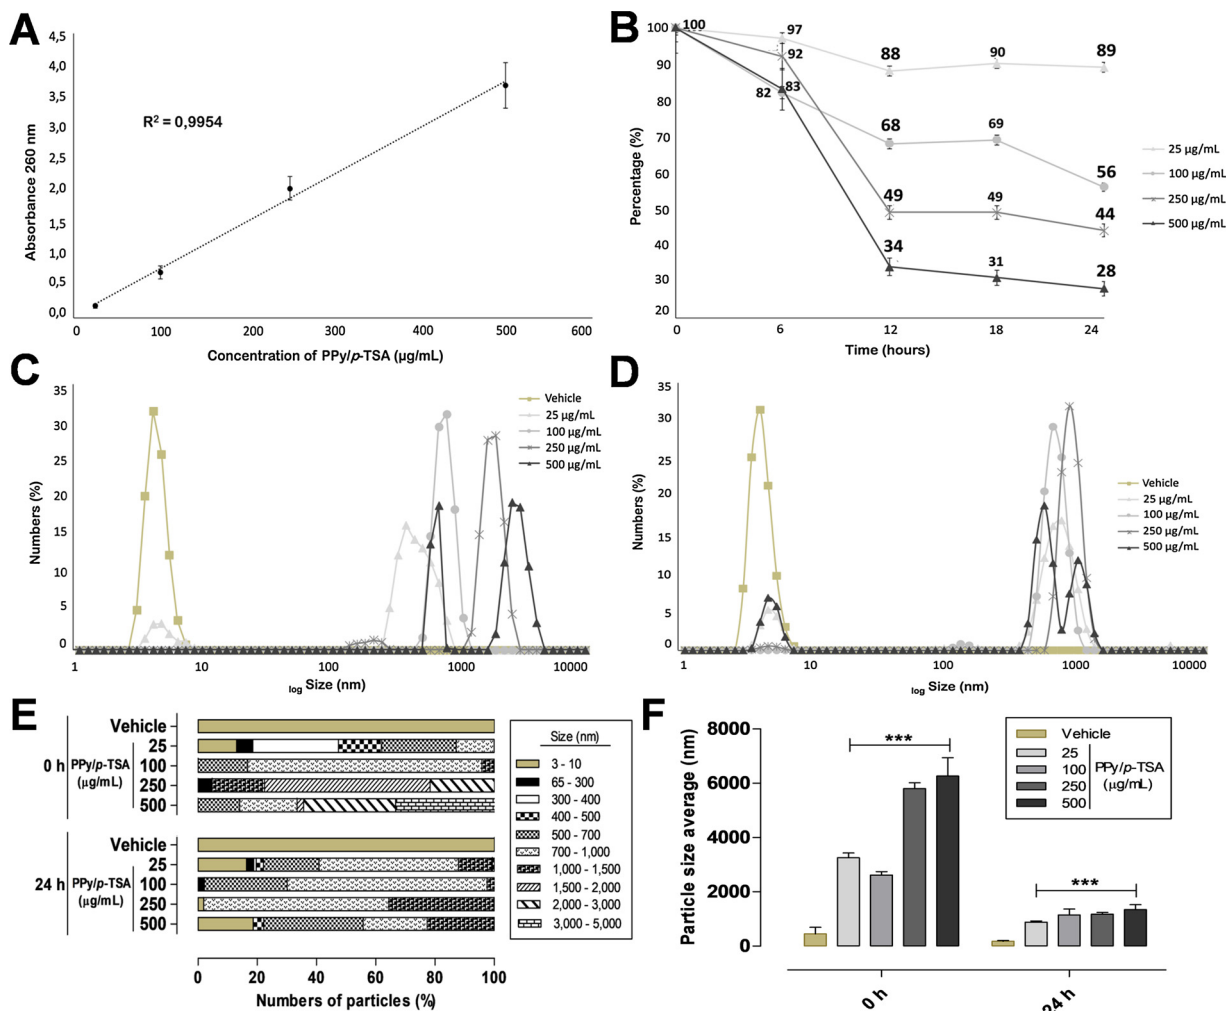 A
4,5
4,0
3,5
3,0
2,5
2,0
1,5
1,0
0,5
0,0
Absorbance 260 nm
R² = 0,9954
0 100 200 300 400 500 600
Concentration of PPy/p-TSA (µg/mL)
B
100
90
80
70
60
50
40
30
20
Percentage (%)
100
97
92
83
82
88
90
89
68
69
56
49
49
44
34
31
28
0 6 12 18 24
Time (hours)
25 µg/mL
100 µg/mL
250 µg/mL
500 µg/mL
C
35
30
25
20
15
10
5
0
Numbers (%)
1 10 100 1000 10000
log Size (nm)
Vehicle
25 µg/mL
100 µg/mL
250 µg/mL
500 µg/mL
D
35
30
25
20
15
10
5
0
Numbers (%)
1 10 100 1000 10000
log Size (nm)
Vehicle
25 µg/mL
100 µg/mL
250 µg/mL
500 µg/mL
E
0 h
PPy/p-TSA
(µg/mL)
Vehicle
25
100
250
500
24 h
PPy/p-TSA
(µg/mL)
Vehicle
25
100
250
500
0 20 40 60 80 100
Numbers of particles (%)
Size (nm)
3 - 10
65 - 300
300 - 400
400 - 500
500 - 700
700 - 1,000
1,000 - 1,500
1,500 - 2,000
2,000 - 3,000
3,000 - 5,000
F
8000
6000
4000
2000
0
Particle size average (nm)
***
***
0 h
24 h
Vehicle
25
100
250
500
PPy/p-TSA
(µg/mL)